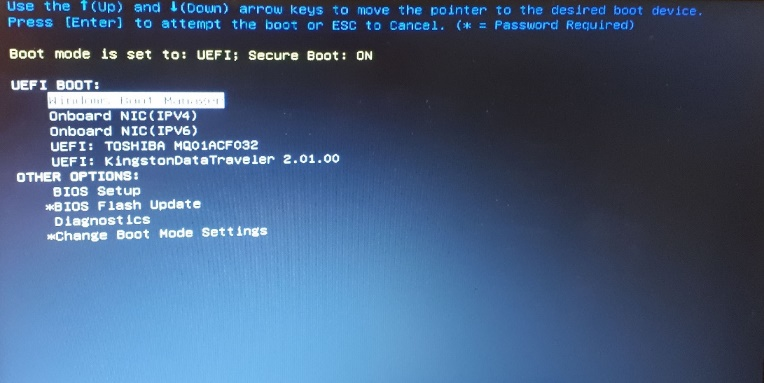 Use the ↑(Up) and ↓(Down) arrow keys to move the pointer to the desired boot device.
Press [Enter] to attempt the boot or ESC to Cancel. (* = Password Required)
Boot mode is set to: UEFI; Secure Boot: ON
UEFI BOOT:
Windows Boot Manager
Onboard NIC(IPV4)
Onboard NIC(IPV6)
UEFI: TOSHIBA MQ01ACF032
UEFI: KingstonDataTraveler 2.01.00
OTHER OPTIONS:
BIOS Setup
*BIOS Flash Update
Diagnostics
*Change Boot Mode Settings